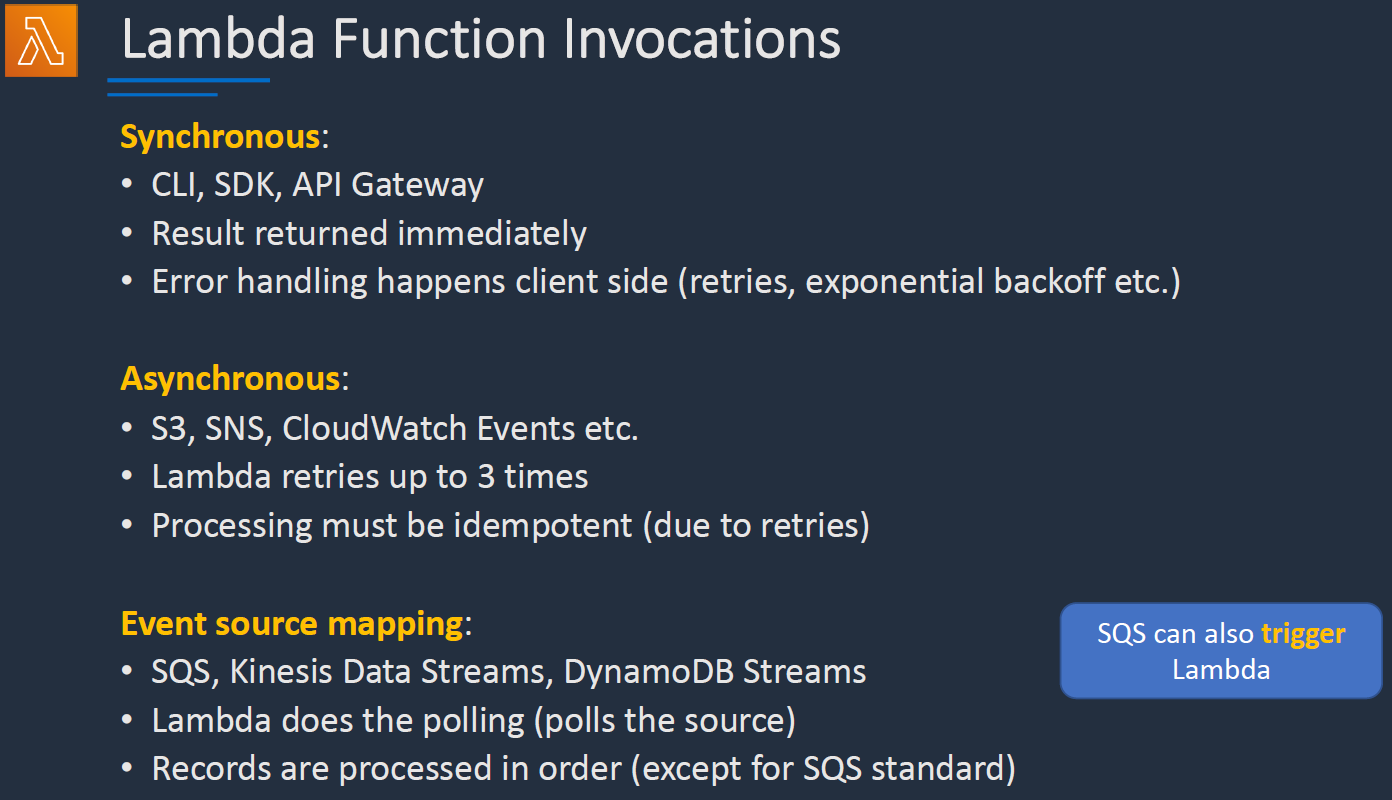 Lambda Function Invocations
Synchronous:
• CLI, SDK, API Gateway
• Result returned immediately
• Error handling happens client side (retries, exponential backoff etc.)
Asynchronous:
• S3, SNS, CloudWatch Events etc.
• Lambda retries up to 3 times
• Processing must be idempotent (due to retries)
Event source mapping:
• SQS, Kinesis Data Streams, DynamoDB Streams
• Lambda does the polling (polls the source)
• Records are processed in order (except for SQS standard)
SQS can also trigger
Lambda